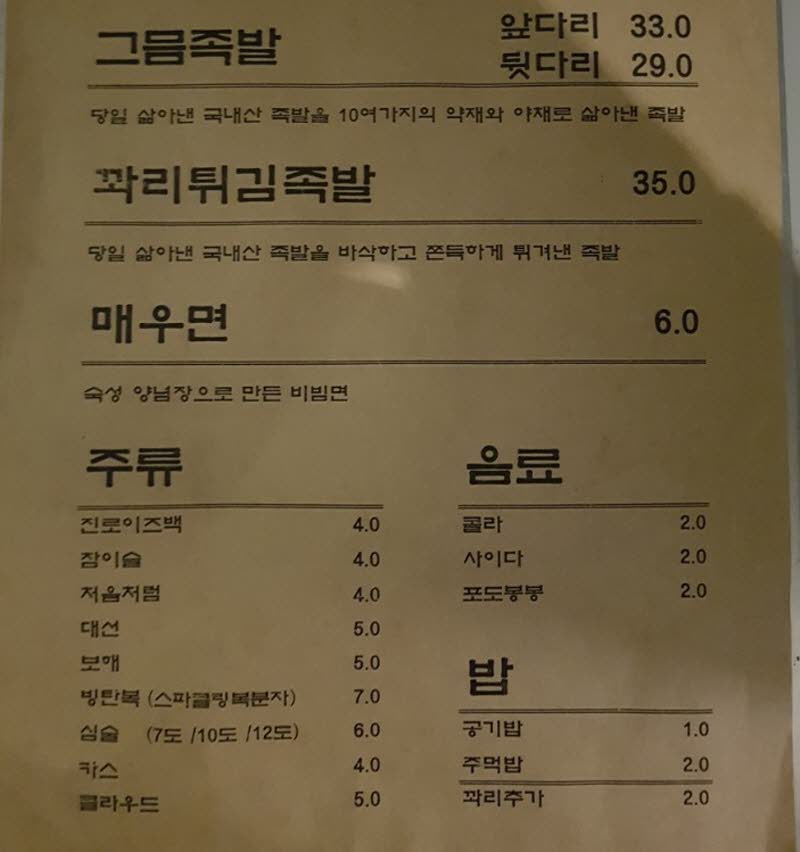 그믐족발
앞다리 33.0
뒷다리 29.0
당일 삶아낸 국내산 족발을 10여가지의 약재와 야채로 삶아낸 족발
꽈리튀김족발 35.0
당일 삶아낸 국내산 족발을 바삭하고 쫀득하게 튀겨낸 족발
매우면 6.0
숙성 양념장으로 만든 비빔면
주류
진로이즈백 4.0
참이슬 4.0
처음처럼 4.0
대선 5.0
보해 5.0
빙탄복 (스파클링복분자) 7.0
심술 (7도 /10도 /12도) 6.0
카스 4.0
클라우드 5.0
음료
콜라 2.0
사이다 2.0
포도봉봉 2.0
밥
공기밥 1.0
주먹밥 2.0
꽈리추가 2.0